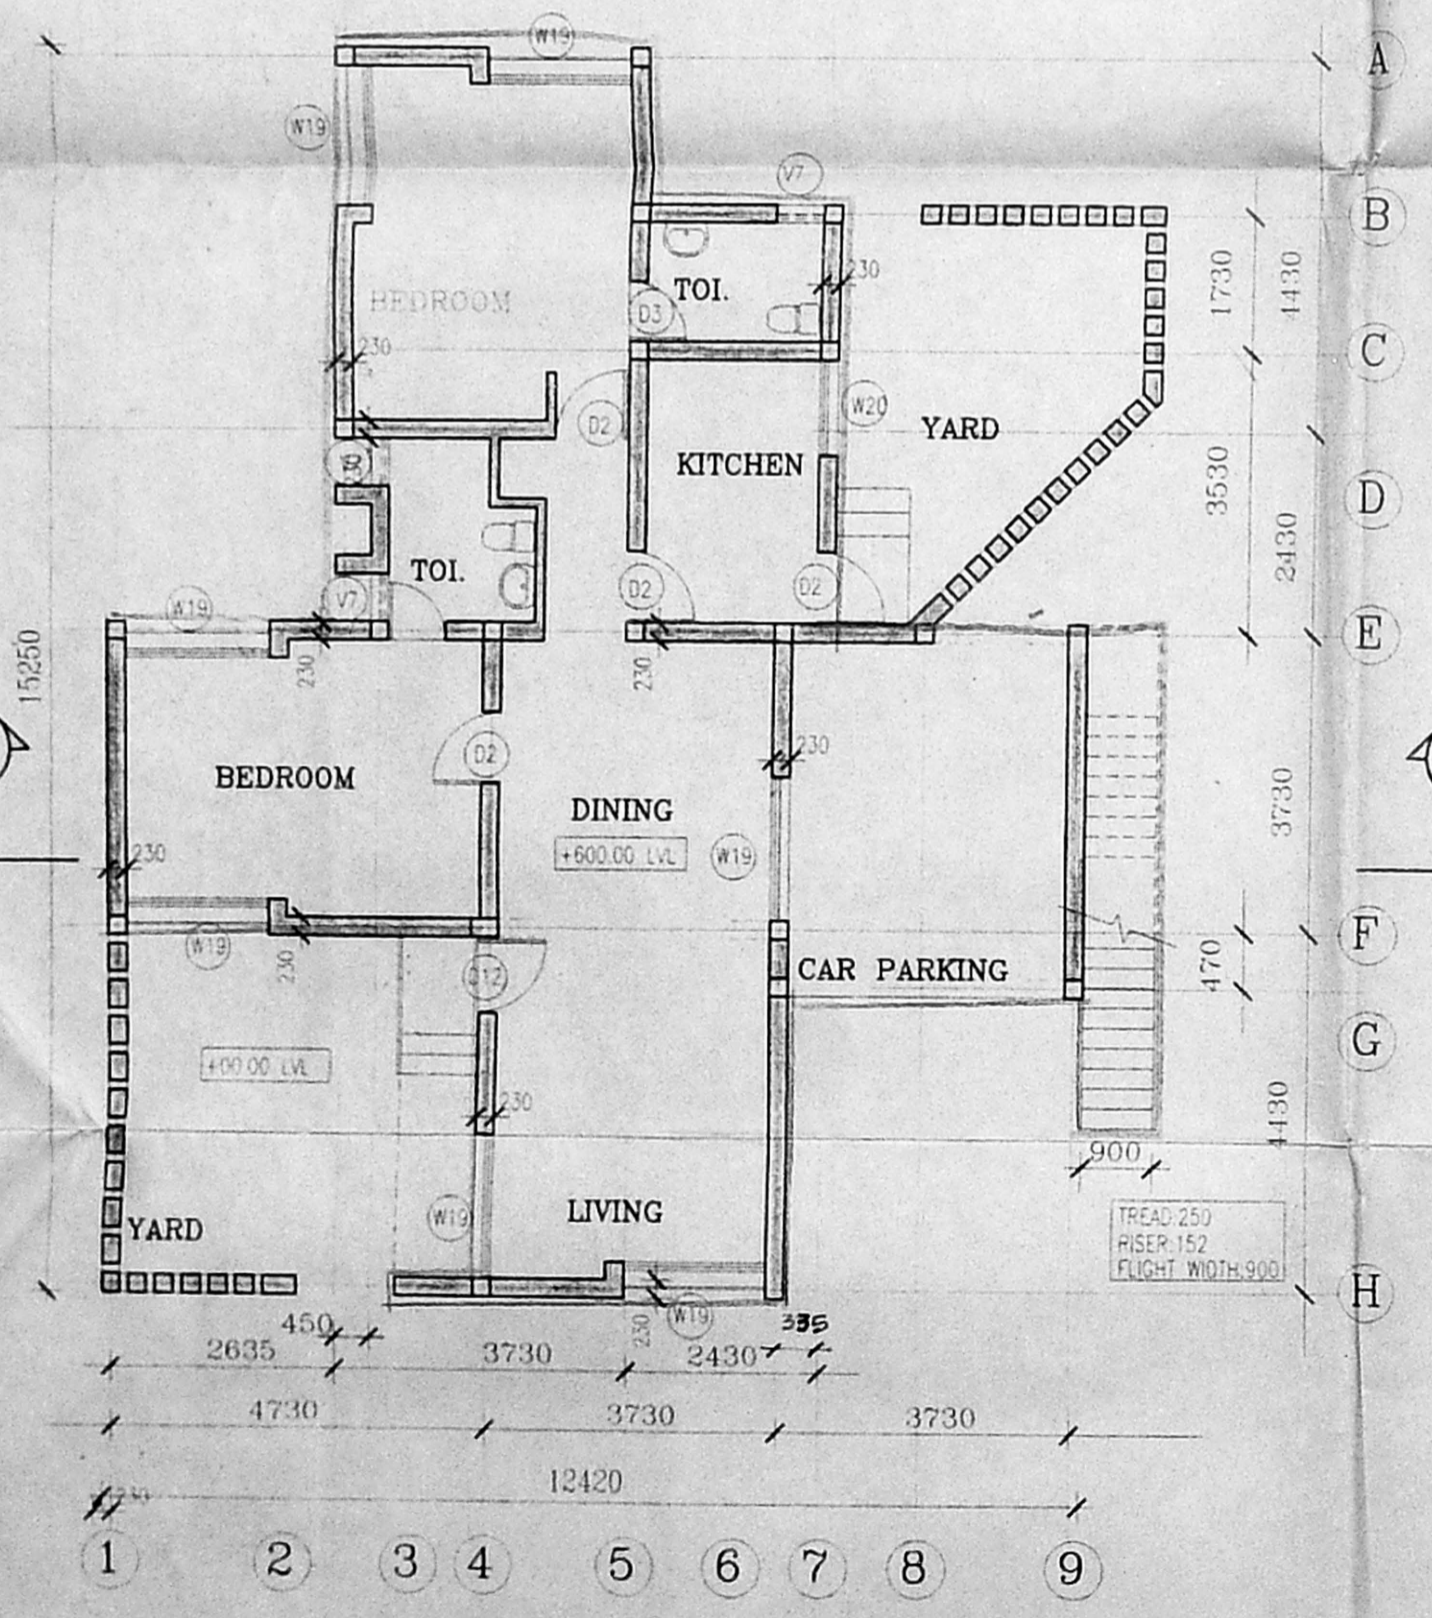 W19
A
W19
V7
B
TOI.
230
1730
4430
BEDROOM
D3
230
C
W20
D2
YARD
KITCHEN
3530
D
TOI.
2430
D2
D2
V7
W19
E
15250
230
230
230
D2
BEDROOM
DINING
3730
+600.00 LVL
W19
230
F
W19
230
470
CAR PARKING
D12
G
+00.00 LVL
230
4430
900
W19
LIVING
YARD
TREAD:250
RISER:152
FLIGHT WIDTH:900
H
450
230
W19
335
2635
3730
2430
4730
3730
3730
12420
230
1 2 3 4 5 6 7 8 9